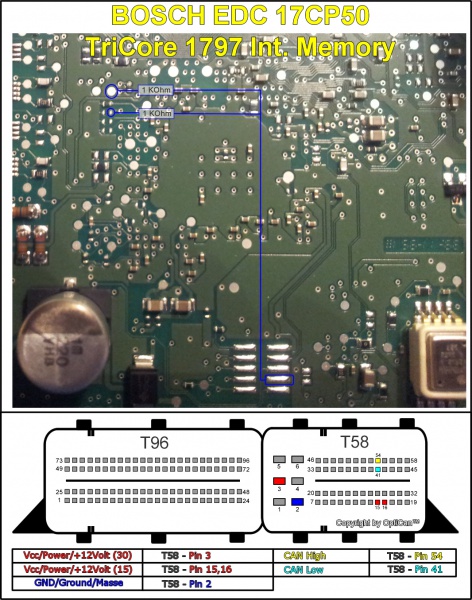 BOSCH EDC 17CP50
TriCore 1797 Int. Memory
1 KOhm
1 KOhm
T96
T58
73 96
49 72
25 48
1 24
5 6
3 4
1 2
46 54 58
33 41 45
20 32
7 15 16 19
Copyright by OptiCan™
Vcc/Power/+12Volt (30) T58 - Pin 3 CAN High T58 - Pin 54
Vcc/Power/+12Volt (15) T58 - Pin 15,16 CAN Low T58 - Pin 41
GND/Ground/Masse T58 - Pin 2